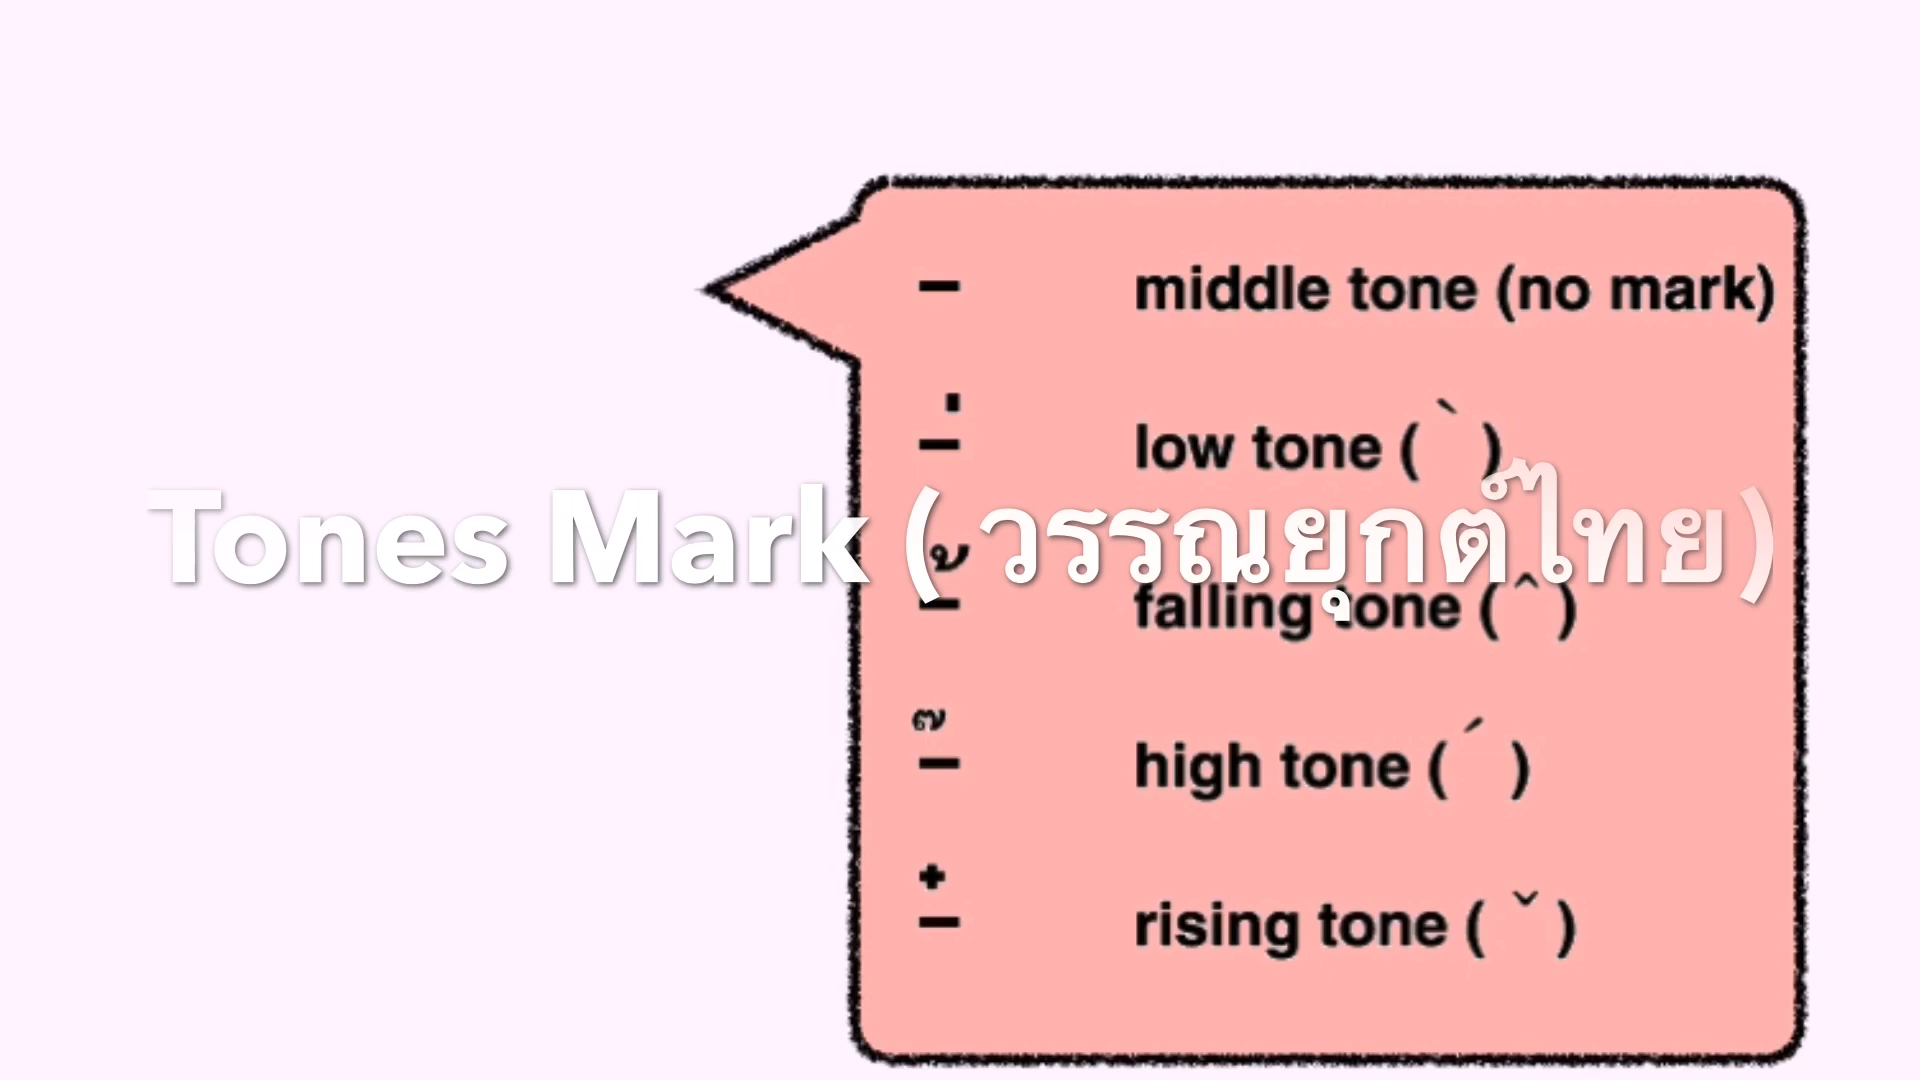 – middle tone (no mark)
–่ low tone ( ` )
Tones Mark ( วรรณยุกต์ไทย)
–้ falling tone ( ˆ )
–๊ high tone ( ´ )
–๋ rising tone ( ˇ )